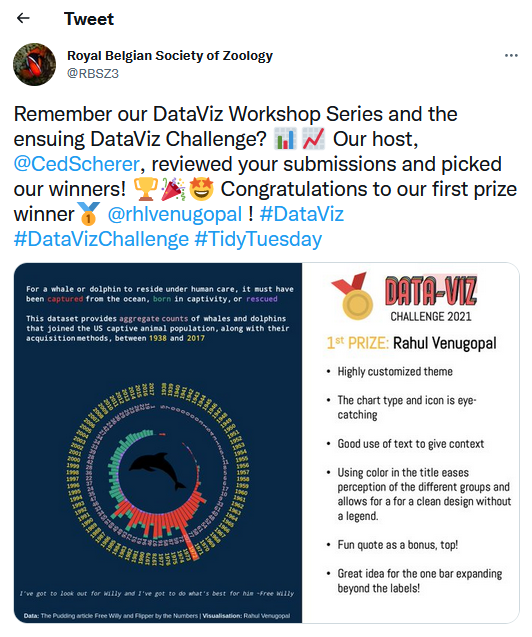 ← Tweet
Royal Belgian Society of Zoology
@RBSZ3
Remember our DataViz Workshop Series and the
ensuing DataViz Challenge? 📊📈 Our host,
@CedScherer, reviewed your submissions and picked
our winners! 🏆🎉🤩 Congratulations to our first prize
winner🥇 @rhlvenugopal ! #DataViz
#DataVizChallenge #TidyTuesday
For a whale or dolphin to reside under human care, it must have
been captured from the ocean, born in captivity, or rescued
This dataset provides aggregate counts of whales and dolphins
that joined the US captive animal population, along with their
acquisition methods, between 1938 and 2017
I've got to look out for Willy and I've got to do what's best for him -Free Willy
Data: The Pudding article Free Willy and Flipper by the Numbers | Visualisation: Rahul Venugopal
DATA-VIZ
CHALLENGE 2021
1st PRIZE: Rahul Venugopal
• Highly customized theme
• The chart type and icon is eye-
catching
• Good use of text to give context
• Using color in the title eases
perception of the different groups and
allows for a for a clean design without
a legend.
• Fun quote as a bonus, top!
• Great idea for the one bar expanding
beyond the labels!